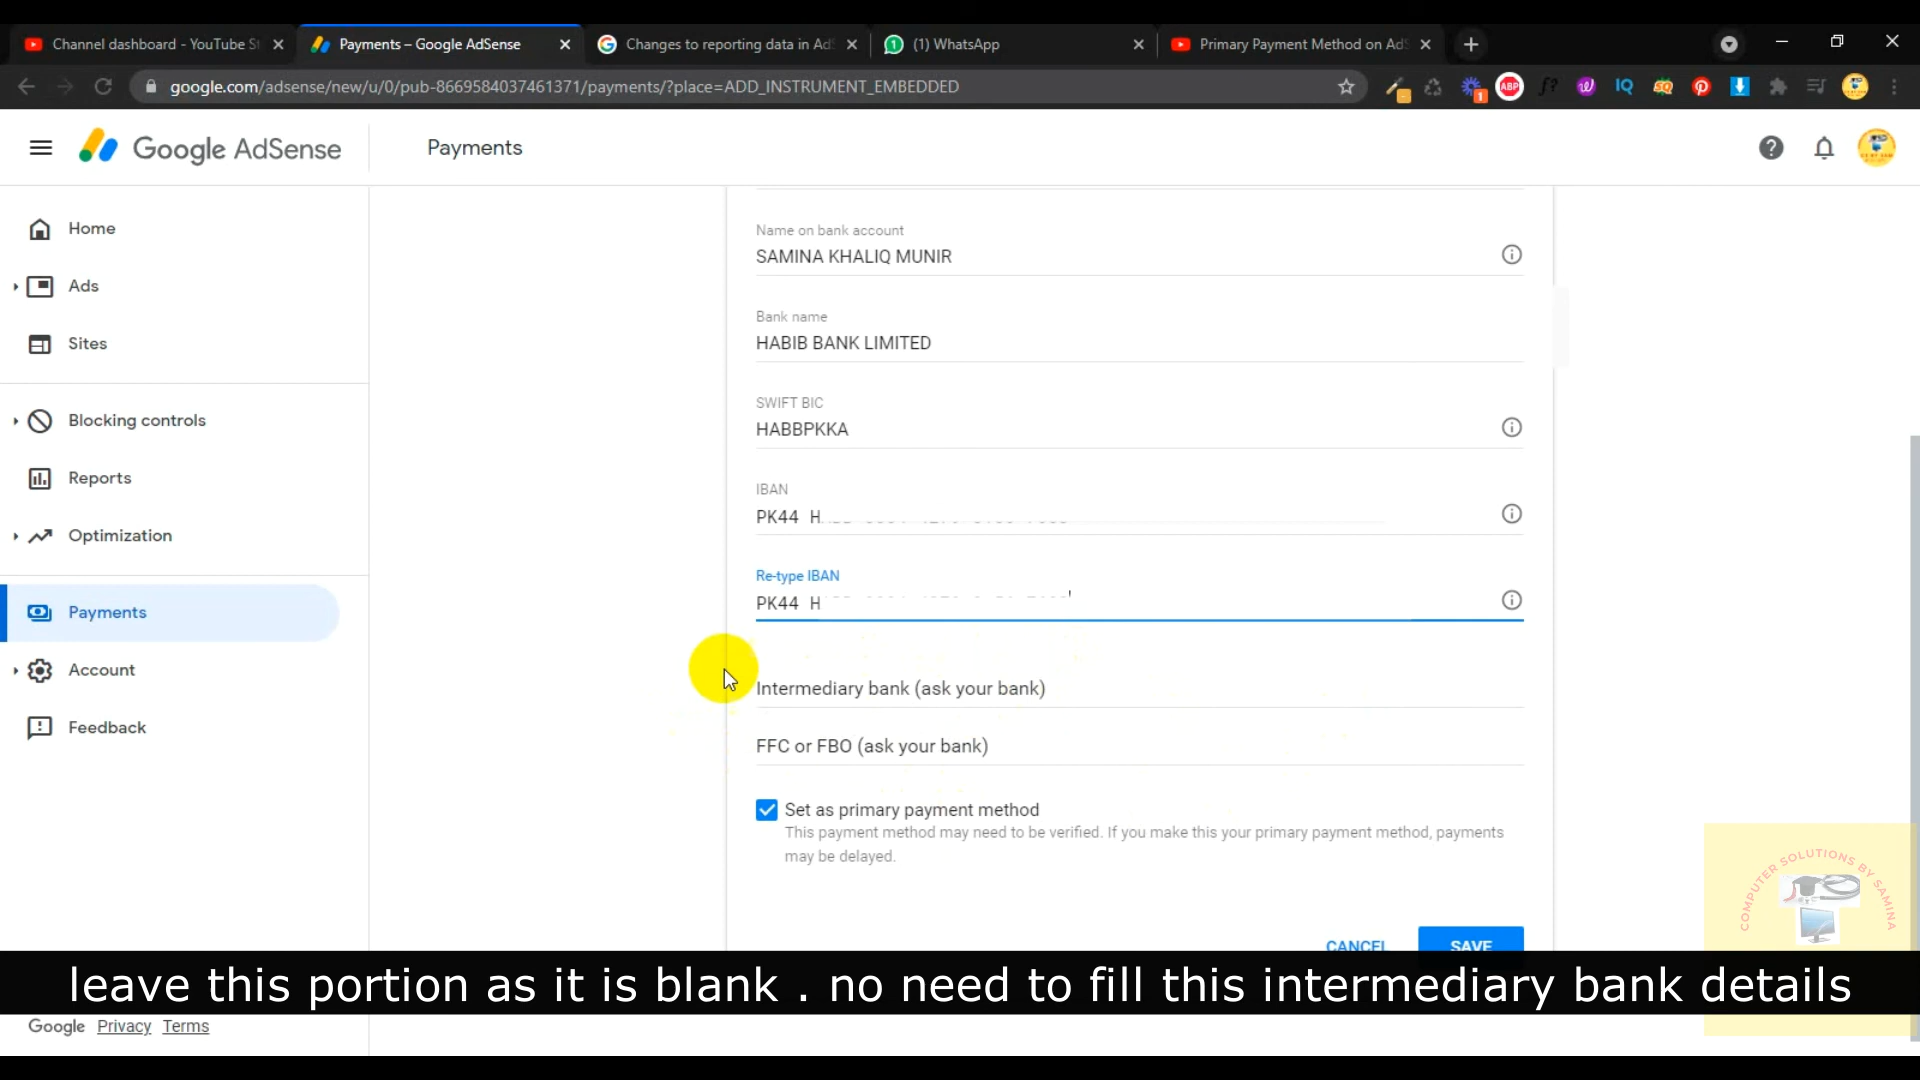 Channel dashboard - YouTube St
Payments – Google AdSense
Changes to reporting data in Ad
(1) WhatsApp
Primary Payment Method on AdS
google.com/adsense/new/u/0/pub-8669584037461371/payments/?place=ADD_INSTRUMENT_EMBEDDED
Google AdSense
Payments
Home
Ads
Sites
Blocking controls
Reports
Optimization
Payments
Account
Feedback
Name on bank account
SAMINA KHALIQ MUNIR
Bank name
HABIB BANK LIMITED
SWIFT BIC
HABBPKKA
IBAN
PK44 H
Re-type IBAN
PK44 H
Intermediary bank (ask your bank)
FFC or FBO (ask your bank)
Set as primary payment method
This payment method may need to be verified. If you make this your primary payment method, payments
may be delayed.
CANCEL
SAVE
COMPUTER SOLUTIONS BY SAMINA
leave this portion as it is blank . no need to fill this intermediary bank details
Google Privacy Terms